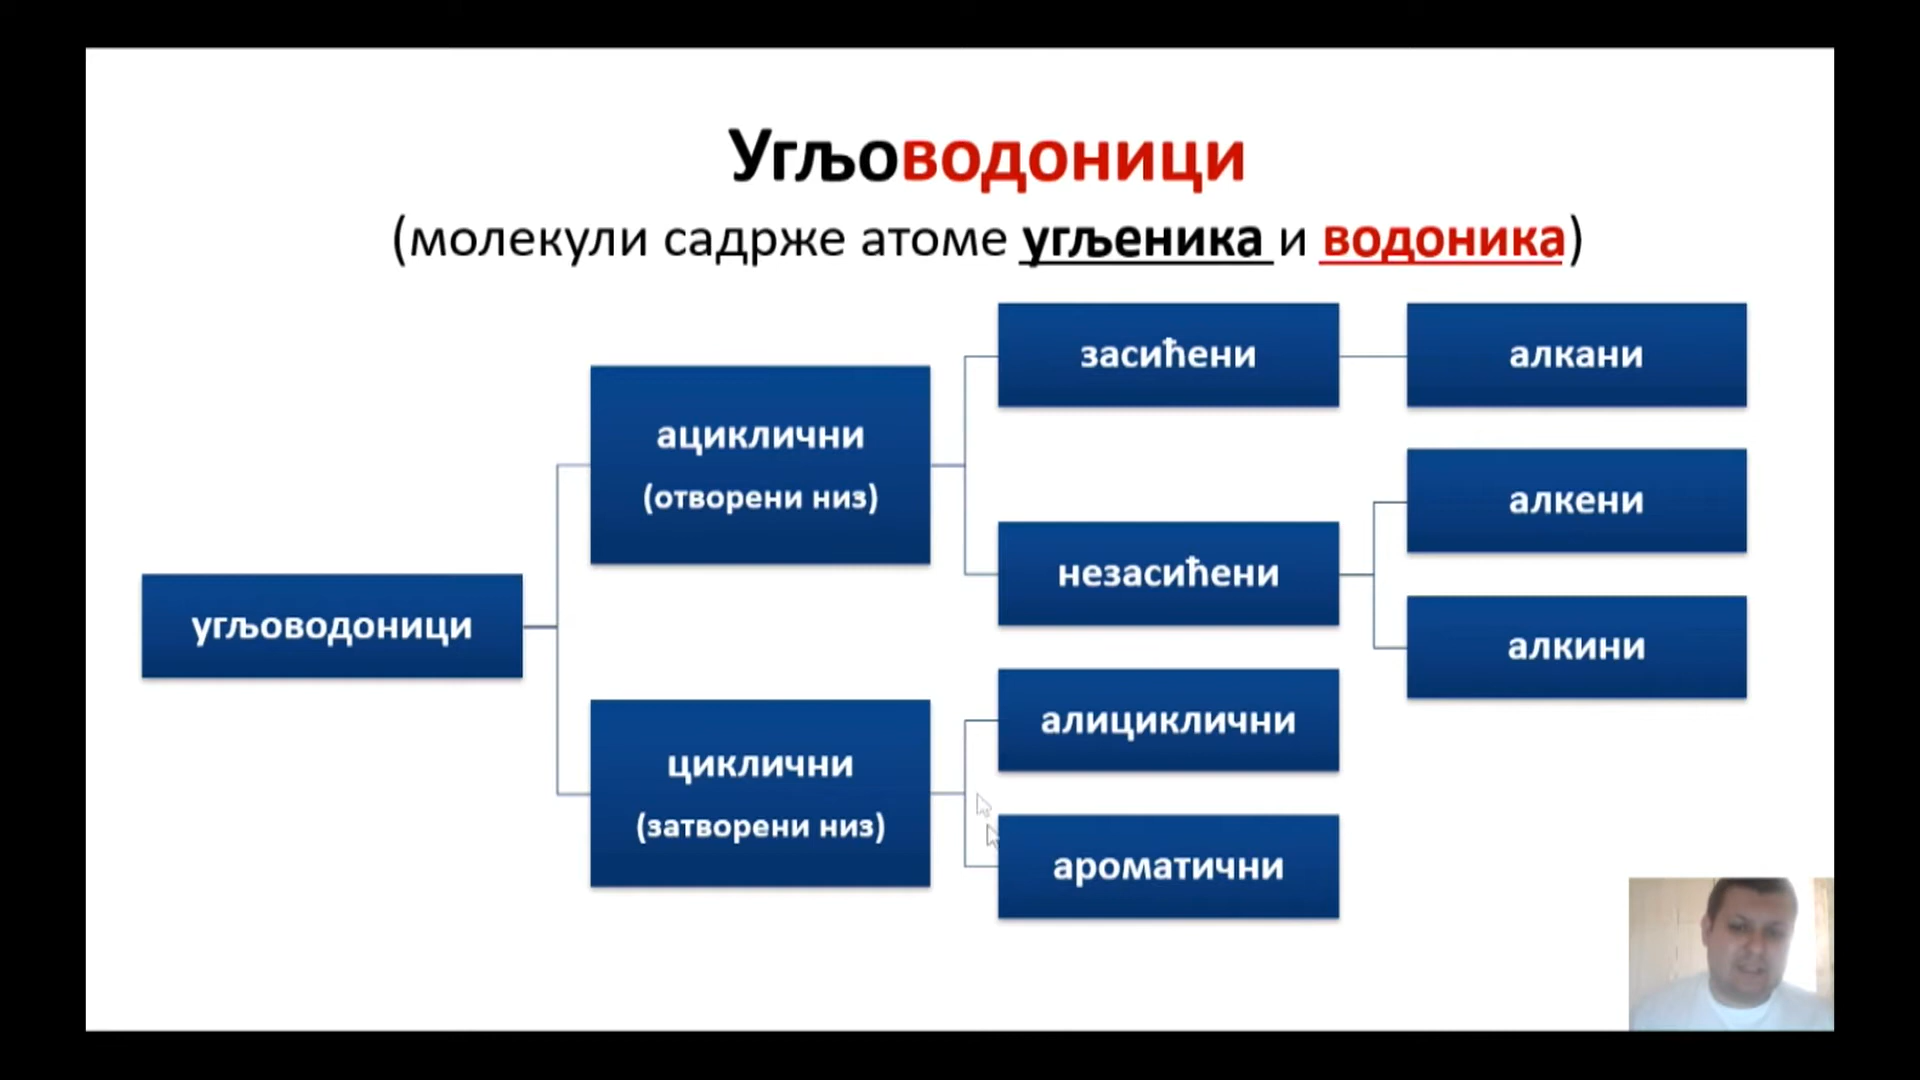 Угљоводоници
(молекули садрже атоме угљеника и водоника)
угљоводоници
ациклични
(отворени низ)
засићени
алкани
незасићени
алкени
алкини
циклични
(затворени низ)
алициклични
ароматични